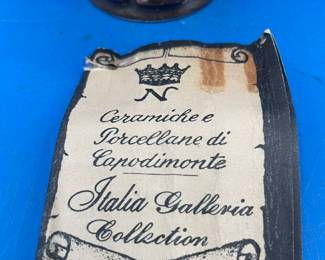 N
Ceramiche e
Porcellane di
Capodimonte
Italia Galleria
Collection